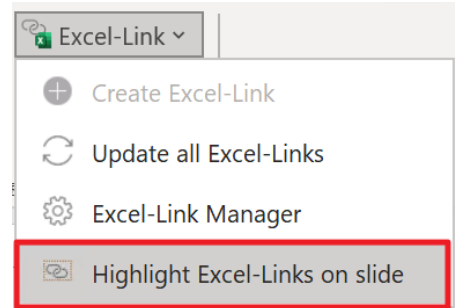 Excel-Link
Create Excel-Link
Update all Excel-Links
Excel-Link Manager
Highlight Excel-Links on slide